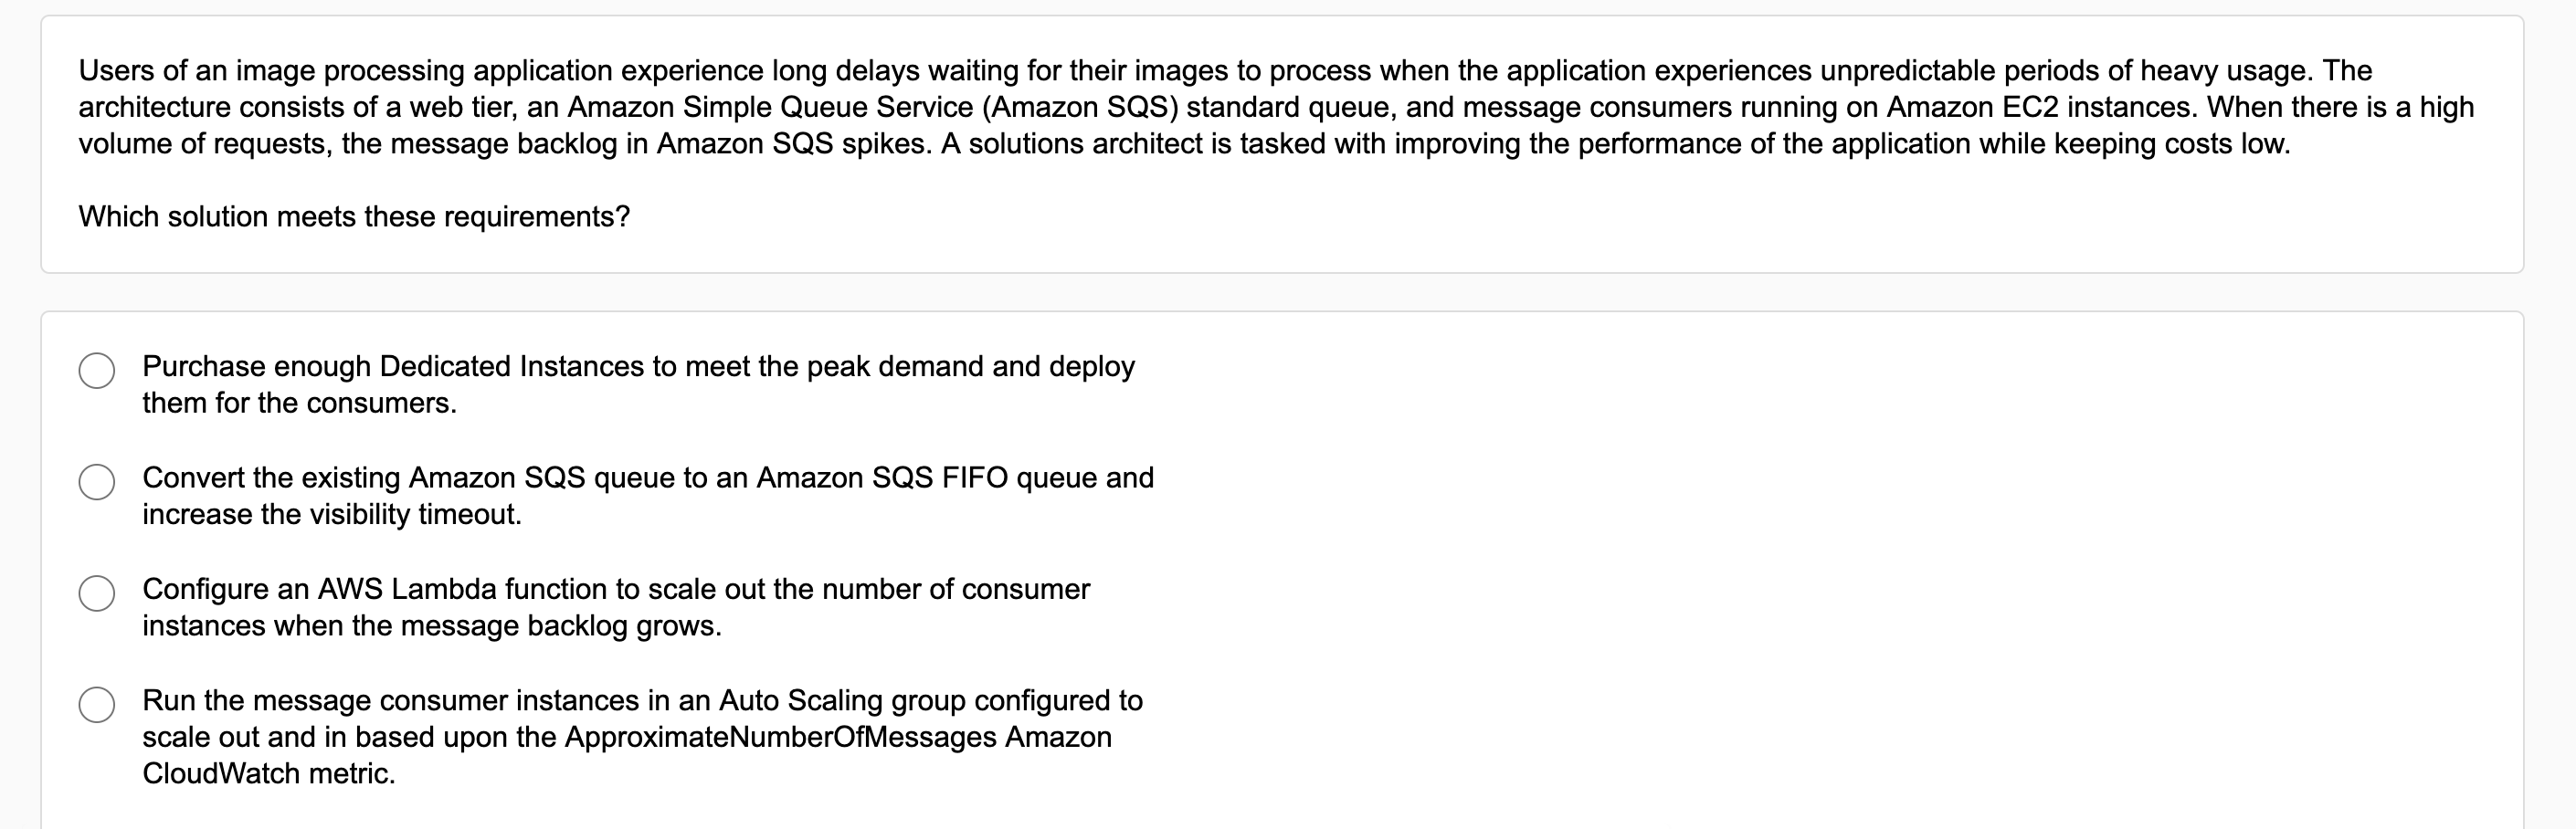 Users of an image processing application experience long delays waiting for their images to process when the application experiences unpredictable periods of heavy usage. The
architecture consists of a web tier, an Amazon Simple Queue Service (Amazon SQS) standard queue, and message consumers running on Amazon EC2 instances. When there is a high
volume of requests, the message backlog in Amazon SQS spikes. A solutions architect is tasked with improving the performance of the application while keeping costs low.
Which solution meets these requirements?
Purchase enough Dedicated Instances to meet the peak demand and deploy
them for the consumers.
Convert the existing Amazon SQS queue to an Amazon SQS FIFO queue and
increase the visibility timeout.
Configure an AWS Lambda function to scale out the number of consumer
instances when the message backlog grows.
Run the message consumer instances in an Auto Scaling group configured to
scale out and in based upon the ApproximateNumberOfMessages Amazon
CloudWatch metric.